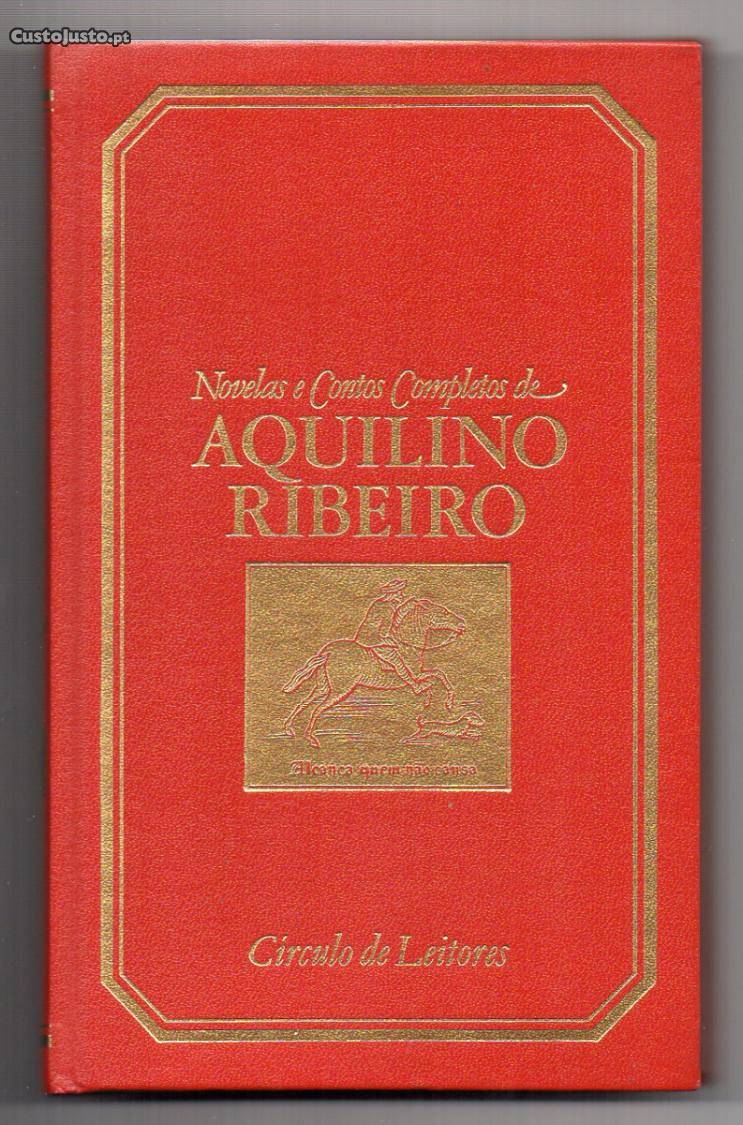 CustoJusto.pt
Novelas e Contos Completos de
AQUILINO
RIBEIRO
Alcança quem não cansa
Círculo de Leitores